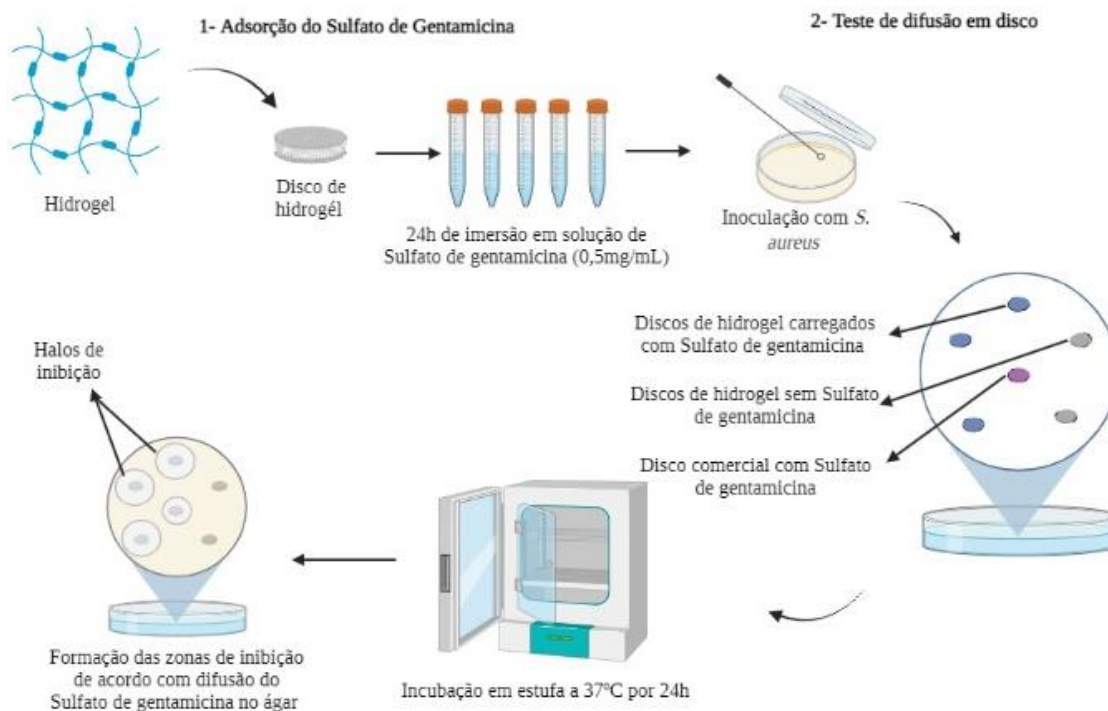 1- Adsorção do Sulfato de Gentamicina
2- Teste de difusão em disco
Hidrogel
Disco de
hidrogél
24h de imersão em solução de
Sulfato de gentamicina (0,5mg/mL)
Inoculação com S.
aureus
Discos de hidrogel carregados
com Sulfato de gentamicina
Discos de hidrogel sem Sulfato
de gentamicina
Disco comercial com Sulfato
de gentamicina
Halos de
inibição
Incubação em estufa a 37°C por 24h
Formação das zonas de inibição
de acordo com difusão do
Sulfato de gentamicina no ágar